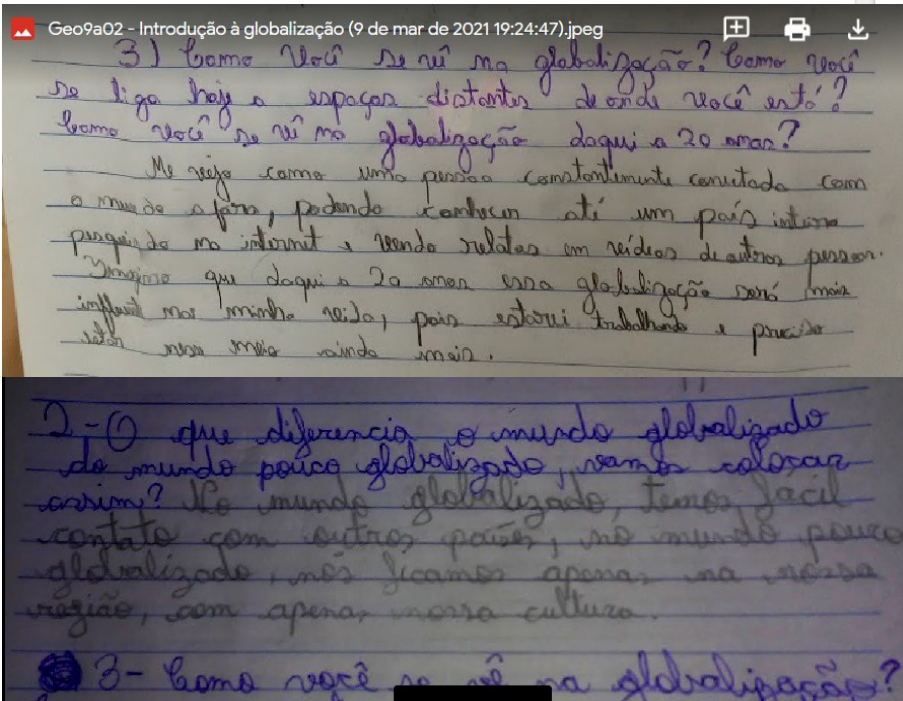 Geo9a02 - Introdução à globalização (9 de mar de 2021 19:24:47).jpeg
3) Como você se vê na globalização? Como você
se liga hoje a espaços distantes de onde você está?
Como você se vê na globalização daqui a 20 anos?
Me vejo como uma pessoa constantemente conectada com
o mundo a fora, podendo conhecer até um país inteiro
na internet e vendo relatos em vídeos de outras pessoas.
Imagino que daqui a 20 anos essa globalização será mais
na minha vida, pois estarei trabalhando e
nesse meio ainda mais.
2-O que diferencia o mundo globalizado
do mundo pouco globalizado, vamos colocar
assim? No mundo globalizado, temos fácil
contato com outros países, no mundo pouco
globalizado, nós ficamos apenas na nossa
região, com apenas nossa cultura.
3- Como você se vê na globalização?